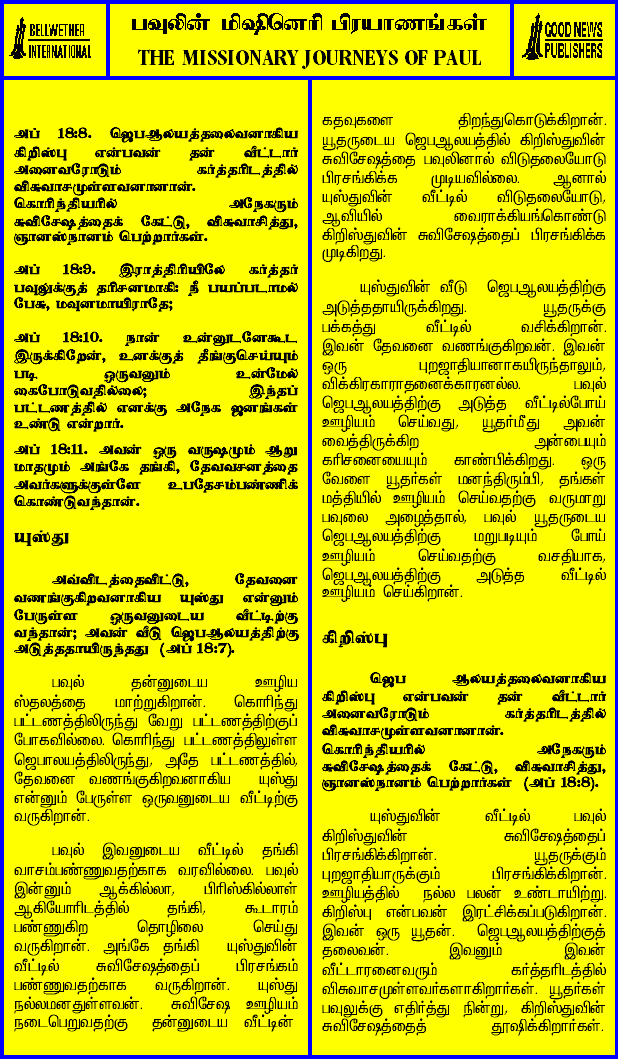 BELLWETHER
INTERNATIONAL
பவுலின் மிஷினெரி பிரயாணங்கள்
THE MISSIONARY JOURNEYS OF PAUL
GOOD NEWS
PUBLISHERS
அப் 18:8. ஜெபஆலயத்தலைவனாகிய
கிறிஸ்பு என்பவன் தன் வீட்டார்
அனைவரோடும் கர்த்தரிடத்தில்
விசுவாசமுள்ளவனானான்.
கொரிந்தியரில் அநேகரும்
சுவிசேஷத்தைக் கேட்டு, விசுவாசித்து,
ஞானஸ்நானம் பெற்றார்கள்.
அப் 18:9. இராத்திரியிலே கர்த்தர்
பவுலுக்குத் தரிசனமாகி: நீ பயப்படாமல்
பேசு, மவுனமாயிராதே;
அப் 18:10. நான் உன்னுடனேகூட
இருக்கிறேன், உனக்குத் தீங்குசெய்யும்
படி ஒருவனும் உன்மேல்
கைபோடுவதில்லை; இந்தப்
பட்டணத்தில் எனக்கு அநேக ஜனங்கள்
உண்டு என்றார்.
அப் 18:11. அவன் ஒரு வருஷமும் ஆறு
மாதமும் அங்கே தங்கி, தேவவசனத்தை
அவர்களுக்குள்ளே உபதேசம்பண்ணிக்
கொண்டுவந்தான்.
யுஸ்து
அவ்விடத்தைவிட்டு, தேவனை
வணங்குகிறவனாகிய யுஸ்து என்னும்
பேருள்ள ஒருவனுடைய வீட்டிற்கு
வந்தான்; அவன் வீடு ஜெபஆலயத்திற்கு
அடுத்ததாயிருந்தது (அப் 18:7).
பவுல் தன்னுடைய ஊழிய
ஸ்தலத்தை மாற்றுகிறான். கொரிந்து
பட்டணத்திலிருந்து வேறு பட்டணத்திற்குப்
போகவில்லை. கொரிந்து பட்டணத்திலுள்ள
ஜெபாலயத்திலிருந்து, அதே பட்டணத்தில்,
தேவனை வணங்குகிறவனாகிய யுஸ்து
என்னும் பேருள்ள ஒருவனுடைய வீட்டிற்கு
வருகிறான்.
பவுல் இவனுடைய வீட்டில் தங்கி
வாசம்பண்ணுவதற்காக வரவில்லை. பவுல்
இன்னும் ஆக்கில்லா, பிரிஸ்கில்லாள்
ஆகியோரிடத்தில் தங்கி, கூடாரம்
பண்ணுகிற தொழிலை செய்து
வருகிறான். அங்கே தங்கி யுஸ்துவின்
வீட்டில் சுவிசேஷத்தைப் பிரசங்கம்
பண்ணுவதற்காக வருகிறான். யுஸ்து
நல்லமனதுள்ளவன். சுவிசேஷ ஊழியம்
நடைபெறுவதற்கு தன்னுடைய வீட்டின்
கதவுகளை திறந்துகொடுக்கிறான்.
யூதருடைய ஜெபஆலயத்தில் கிறிஸ்துவின்
சுவிசேஷத்தை பவுலினால் விடுதலையோடு
பிரசங்கிக்க முடியவில்லை. ஆனால்
யுஸ்துவின் வீட்டில் விடுதலையோடு,
ஆவியில் வைராக்கியங்கொண்டு
கிறிஸ்துவின் சுவிசேஷத்தைப் பிரசங்கிக்க
முடிகிறது.
யுஸ்துவின் வீடு ஜெபஆலயத்திற்கு
அடுத்ததாயிருக்கிறது. யூதருக்கு
பக்கத்து வீட்டில் வசிக்கிறான்.
இவன் தேவனை வணங்குகிறவன். இவன்
ஒரு புறஜாதியானாகயிருந்தாலும்,
விக்கிரகாராதனைக்காரனல்ல. பவுல்
ஜெபஆலயத்திற்கு அடுத்த வீட்டில்போய்
ஊழியம் செய்வது, யூதர்மீது அவன்
வைத்திருக்கிற அன்பையும்
கரிசனையையும் காண்பிக்கிறது. ஒரு
வேளை யூதர்கள் மனந்திரும்பி, தங்கள்
மத்தியில் ஊழியம் செய்வதற்கு வருமாறு
பவுலை அழைத்தால், பவுல் யூதருடைய
ஜெபஆலயத்திற்கு மறுபடியும் போய்
ஊழியம் செய்வதற்கு வசதியாக,
ஜெபஆலயத்திற்கு அடுத்த வீட்டில்
ஊழியம் செய்கிறான்.
கிறிஸ்பு
ஜெப ஆலயத்தலைவனாகிய
கிறிஸ்பு என்பவன் தன் வீட்டார்
அனைவரோடும் கர்த்தரிடத்தில்
விசுவாசமுள்ளவனானான்.
கொரிந்தியரில் அநேகரும்
சுவிசேஷத்தைக் கேட்டு, விசுவாசித்து,
ஞானஸ்நானம் பெற்றார்கள் (அப் 18:8).
யுஸ்துவின் வீட்டில் பவுல்
கிறிஸ்துவின் சுவிசேஷத்தைப்
பிரசங்கிக்கிறான். யூதருக்கும்
புறஜாதியாருக்கும் பிரசங்கிக்கிறான்.
ஊழியத்தில் நல்ல பலன் உண்டாயிற்று.
கிறிஸ்பு என்பவன் இரட்சிக்கப்படுகிறான்.
இவன் ஒரு யூதன். ஜெபஆலயத்திற்குத்
தலைவன். இவனும் இவன்
வீட்டாரனைவரும் கர்த்தரிடத்தில்
விசுவாசமுள்ளவர்களாகிறார்கள். யூதர்கள்
பவுலுக்கு எதிர்த்து நின்று, கிறிஸ்துவின்
சுவிசேஷத்தைத் தூஷிக்கிறார்கள்.